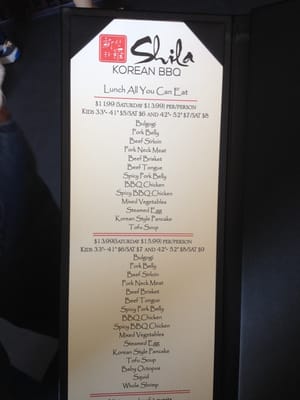 Shila
KOREAN BBQ
Lunch All You Can Eat
$11.99 (SATURDAY $13.99) PER/PERSON
KIDS 33"- 41" $5/SAT $6 AND 42"- 52" $7/SAT $8
Bulgogi
Pork Belly
Beef Sirloin
Pork Neck Meat
Beef Brisket
Beef Tongue
Spicy Pork Belly
BBQ Chicken
Spicy BBQ Chicken
Mixed Vegetables
Steamed Egg
Korean Style Pancake
Tofu Soup
$13.99(SATURDAY $15.99) PER/PERSON
KIDS 33"- 41" $6/SAT $7 AND 42"- 52" $8/SAT $9
Bulgogi
Pork Belly
Beef Sirloin
Pork Neck Meat
Beef Brisket
Beef Tongue
Spicy Pork Belly
BBQ Chicken
Spicy BBQ Chicken
Mixed Vegetables
Steamed Egg
Korean Style Pancake
Tofu Soup
Baby Octopus
Squid
Whole Shrimp